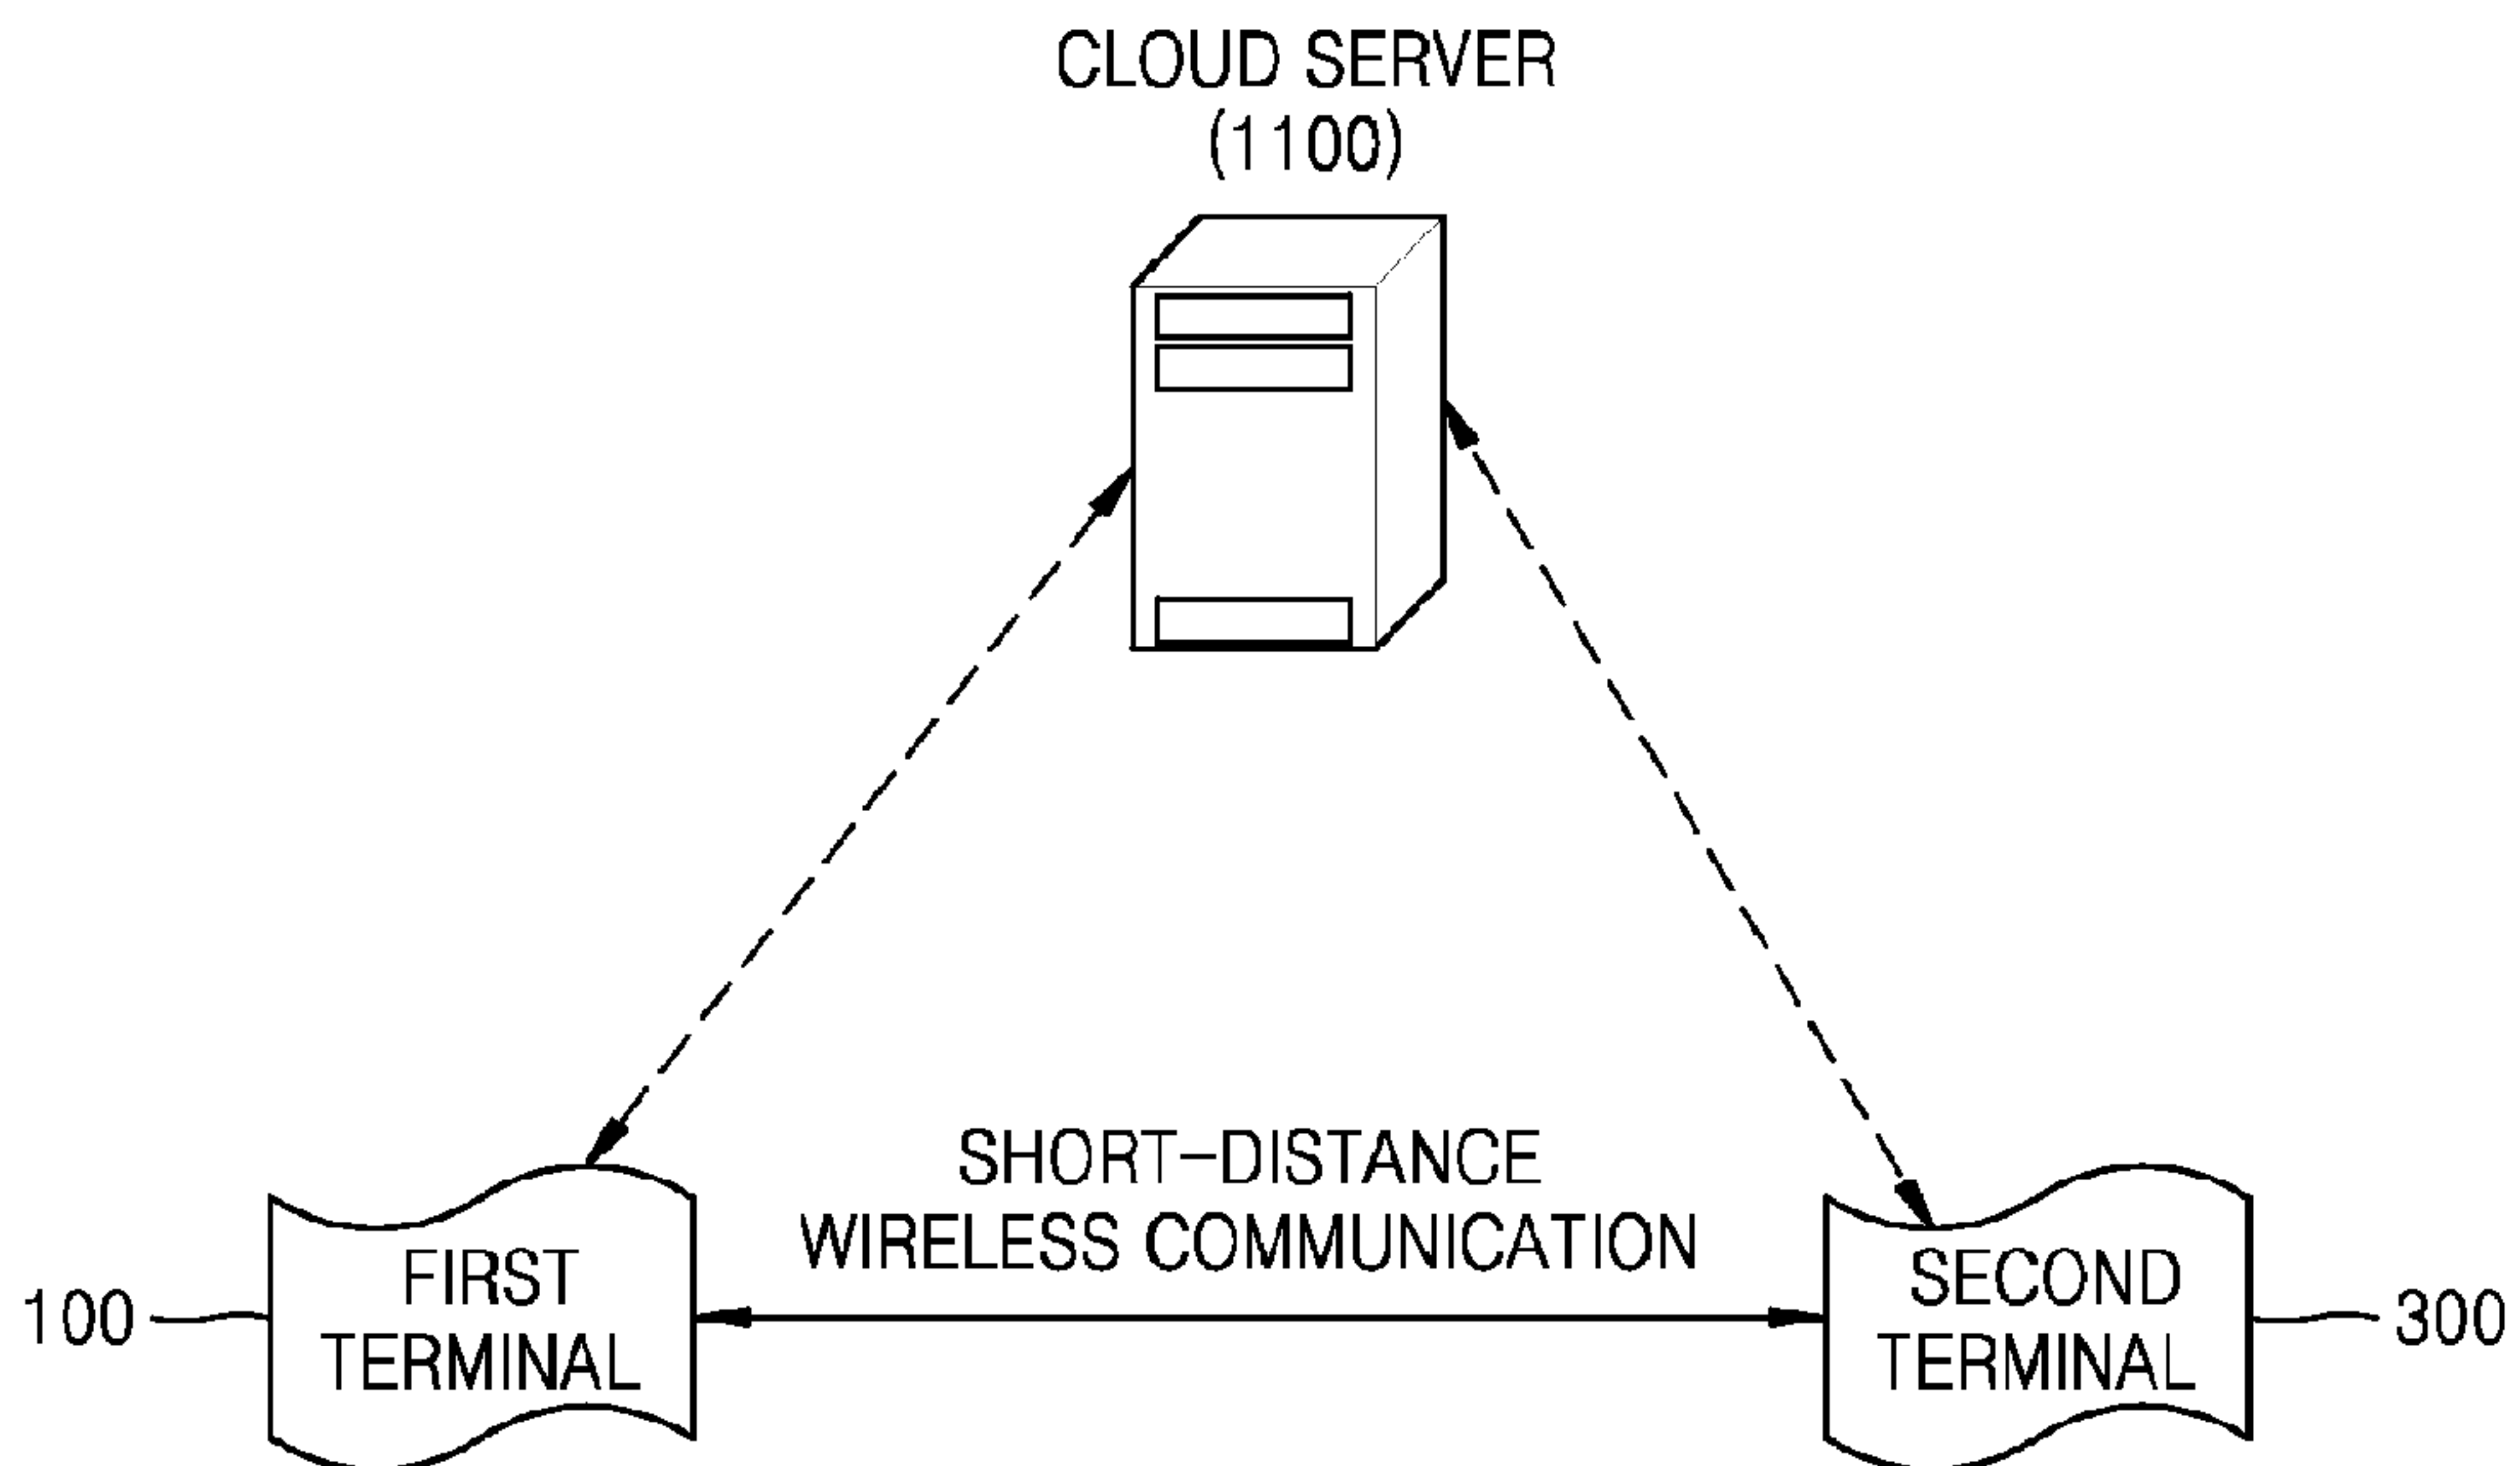 CLOUD SERVER
(1100)
SHORT-DISTANCE
WIRELESS COMMUNICATION
100
FIRST
TERMINAL
SECOND
TERMINAL
300